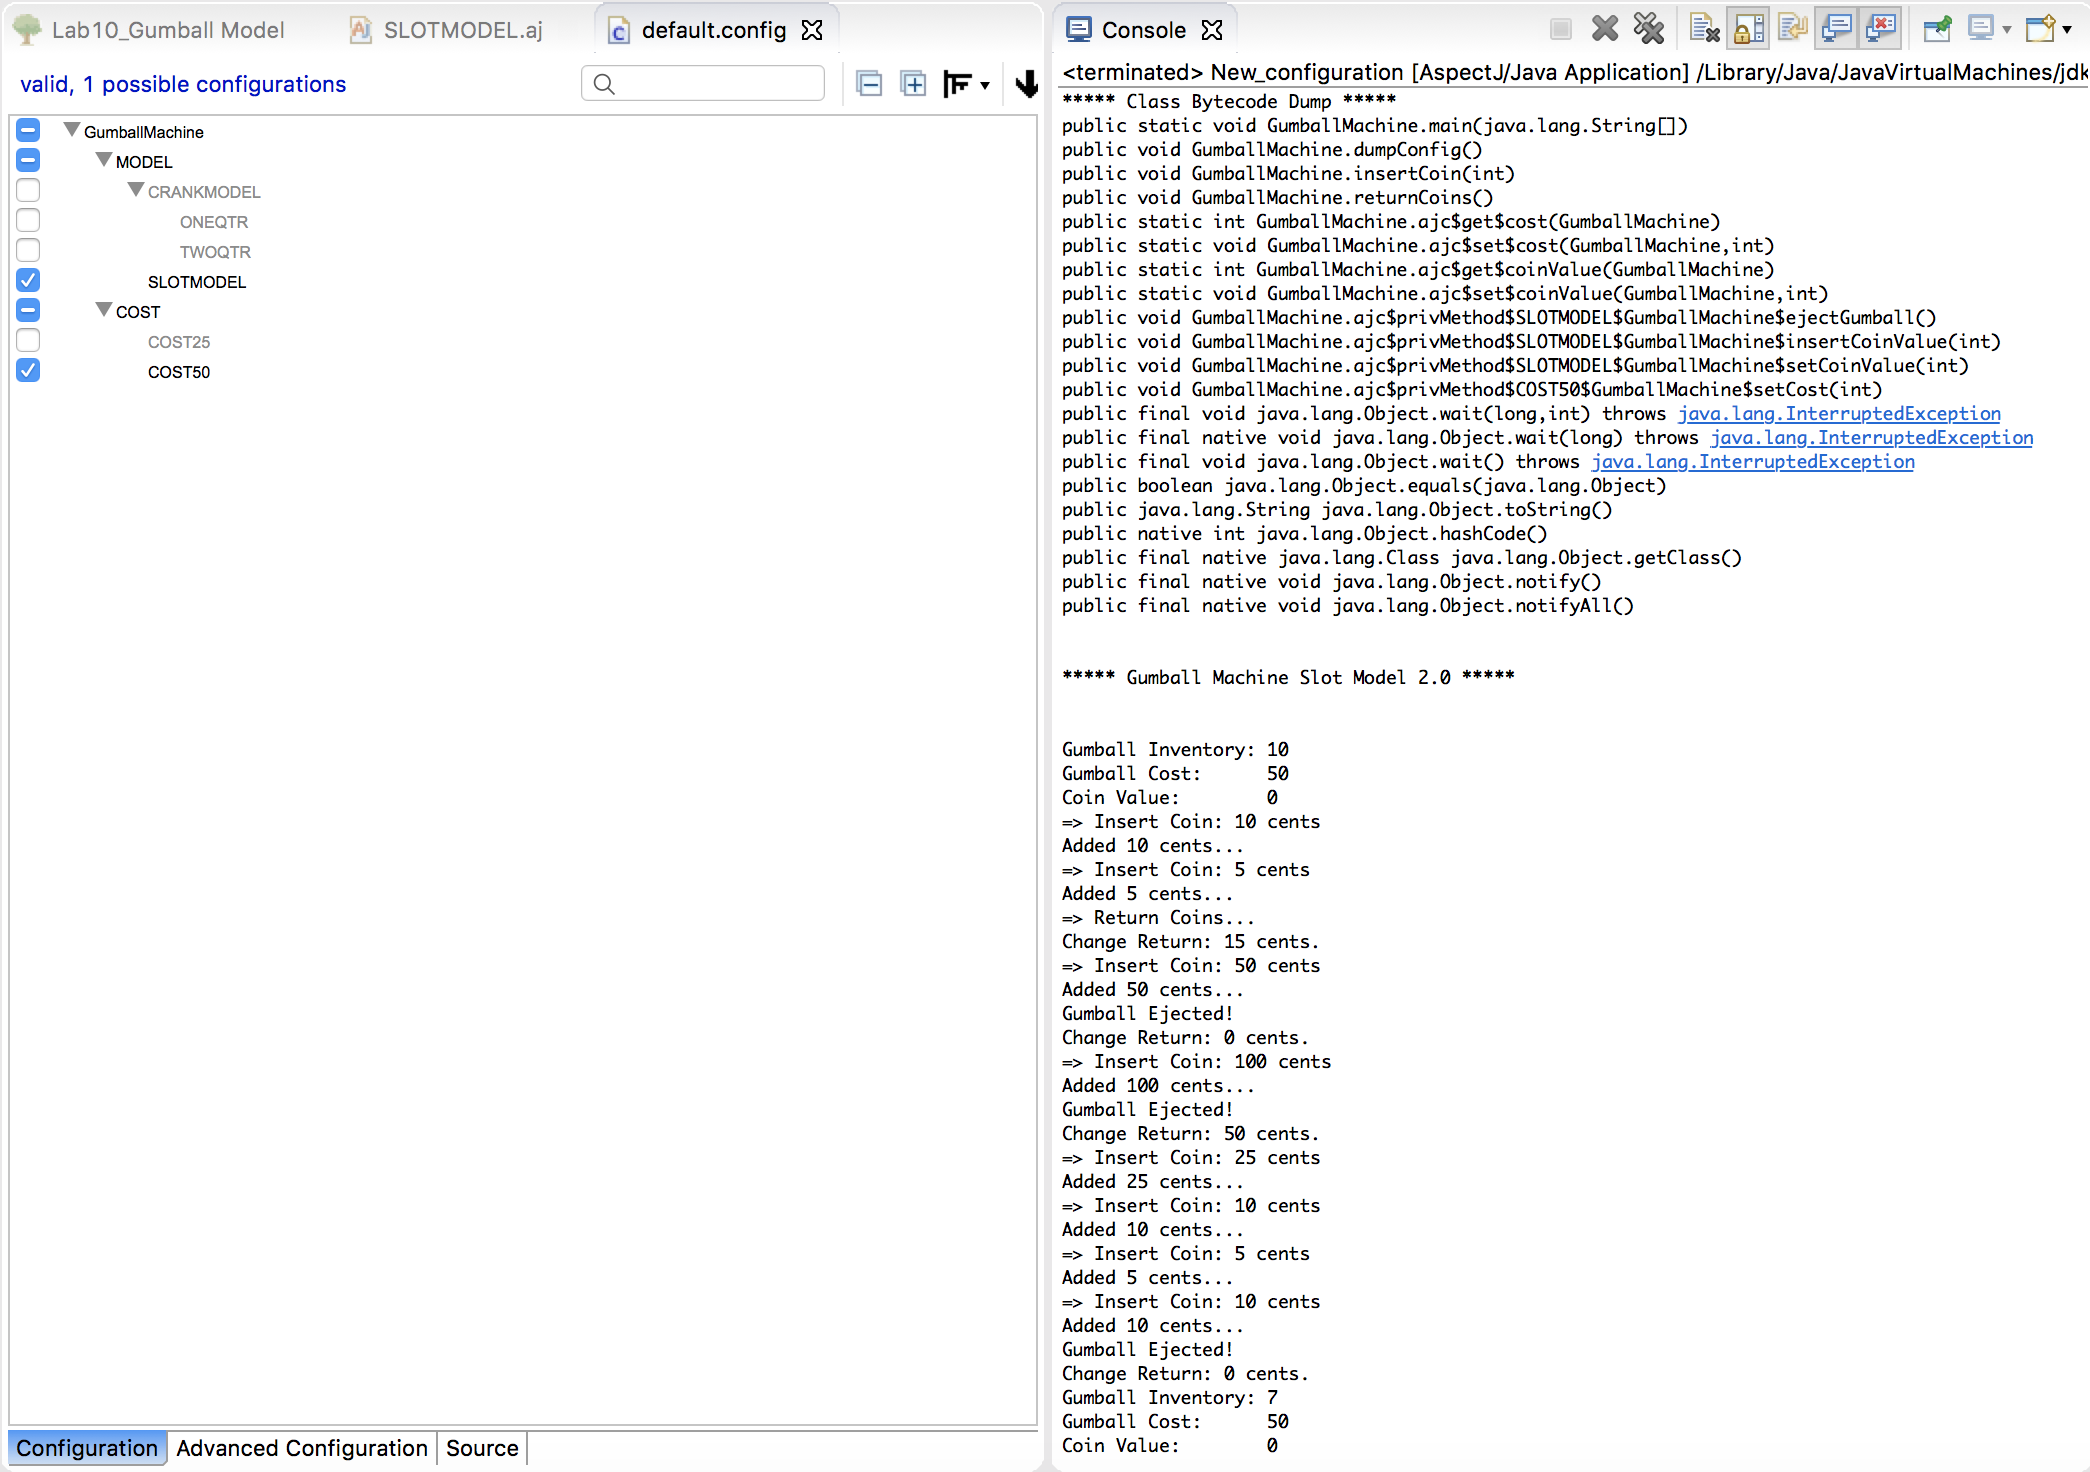 Lab10_Gumball Model
SLOTMODEL.aj
default.config
valid, 1 possible configurations
GumballMachine
MODEL
CRANKMODEL
ONEQTR
TWOQTR
SLOTMODEL
COST
COST25
COST50
Configuration
Advanced Configuration
Source
Console
<terminated> New_configuration [AspectJ/Java Application] /Library/Java/JavaVirtualMachines/jdk
***** Class Bytecode Dump *****
public static void GumballMachine.main(java.lang.String[])
public void GumballMachine.dumpConfig()
public void GumballMachine.insertCoin(int)
public void GumballMachine.returnCoins()
public static int GumballMachine.ajc$get$cost(GumballMachine)
public static void GumballMachine.ajc$set$cost(GumballMachine,int)
public static int GumballMachine.ajc$get$coinValue(GumballMachine)
public static void GumballMachine.ajc$set$coinValue(GumballMachine,int)
public void GumballMachine.ajc$privMethod$SLOTMODEL$GumballMachine$ejectGumball()
public void GumballMachine.ajc$privMethod$SLOTMODEL$GumballMachine$insertCoinValue(int)
public void GumballMachine.ajc$privMethod$SLOTMODEL$GumballMachine$setCoinValue(int)
public void GumballMachine.ajc$privMethod$COST50$GumballMachine$setCost(int)
public final void java.lang.Object.wait(long,int) throws java.lang.InterruptedException
public final native void java.lang.Object.wait(long) throws java.lang.InterruptedException
public final void java.lang.Object.wait() throws java.lang.InterruptedException
public boolean java.lang.Object.equals(java.lang.Object)
public java.lang.String java.lang.Object.toString()
public native int java.lang.Object.hashCode()
public final native java.lang.Class java.lang.Object.getClass()
public final native void java.lang.Object.notify()
public final native void java.lang.Object.notifyAll()
***** Gumball Machine Slot Model 2.0 *****
Gumball Inventory: 10
Gumball Cost: 50
Coin Value: 0
=> Insert Coin: 10 cents
Added 10 cents...
=> Insert Coin: 5 cents
Added 5 cents...
=> Return Coins...
Change Return: 15 cents.
=> Insert Coin: 50 cents
Added 50 cents...
Gumball Ejected!
Change Return: 0 cents.
=> Insert Coin: 100 cents
Added 100 cents...
Gumball Ejected!
Change Return: 50 cents.
=> Insert Coin: 25 cents
Added 25 cents...
=> Insert Coin: 10 cents
Added 10 cents...
=> Insert Coin: 5 cents
Added 5 cents...
=> Insert Coin: 10 cents
Added 10 cents...
Gumball Ejected!
Change Return: 0 cents.
Gumball Inventory: 7
Gumball Cost: 50
Coin Value: 0